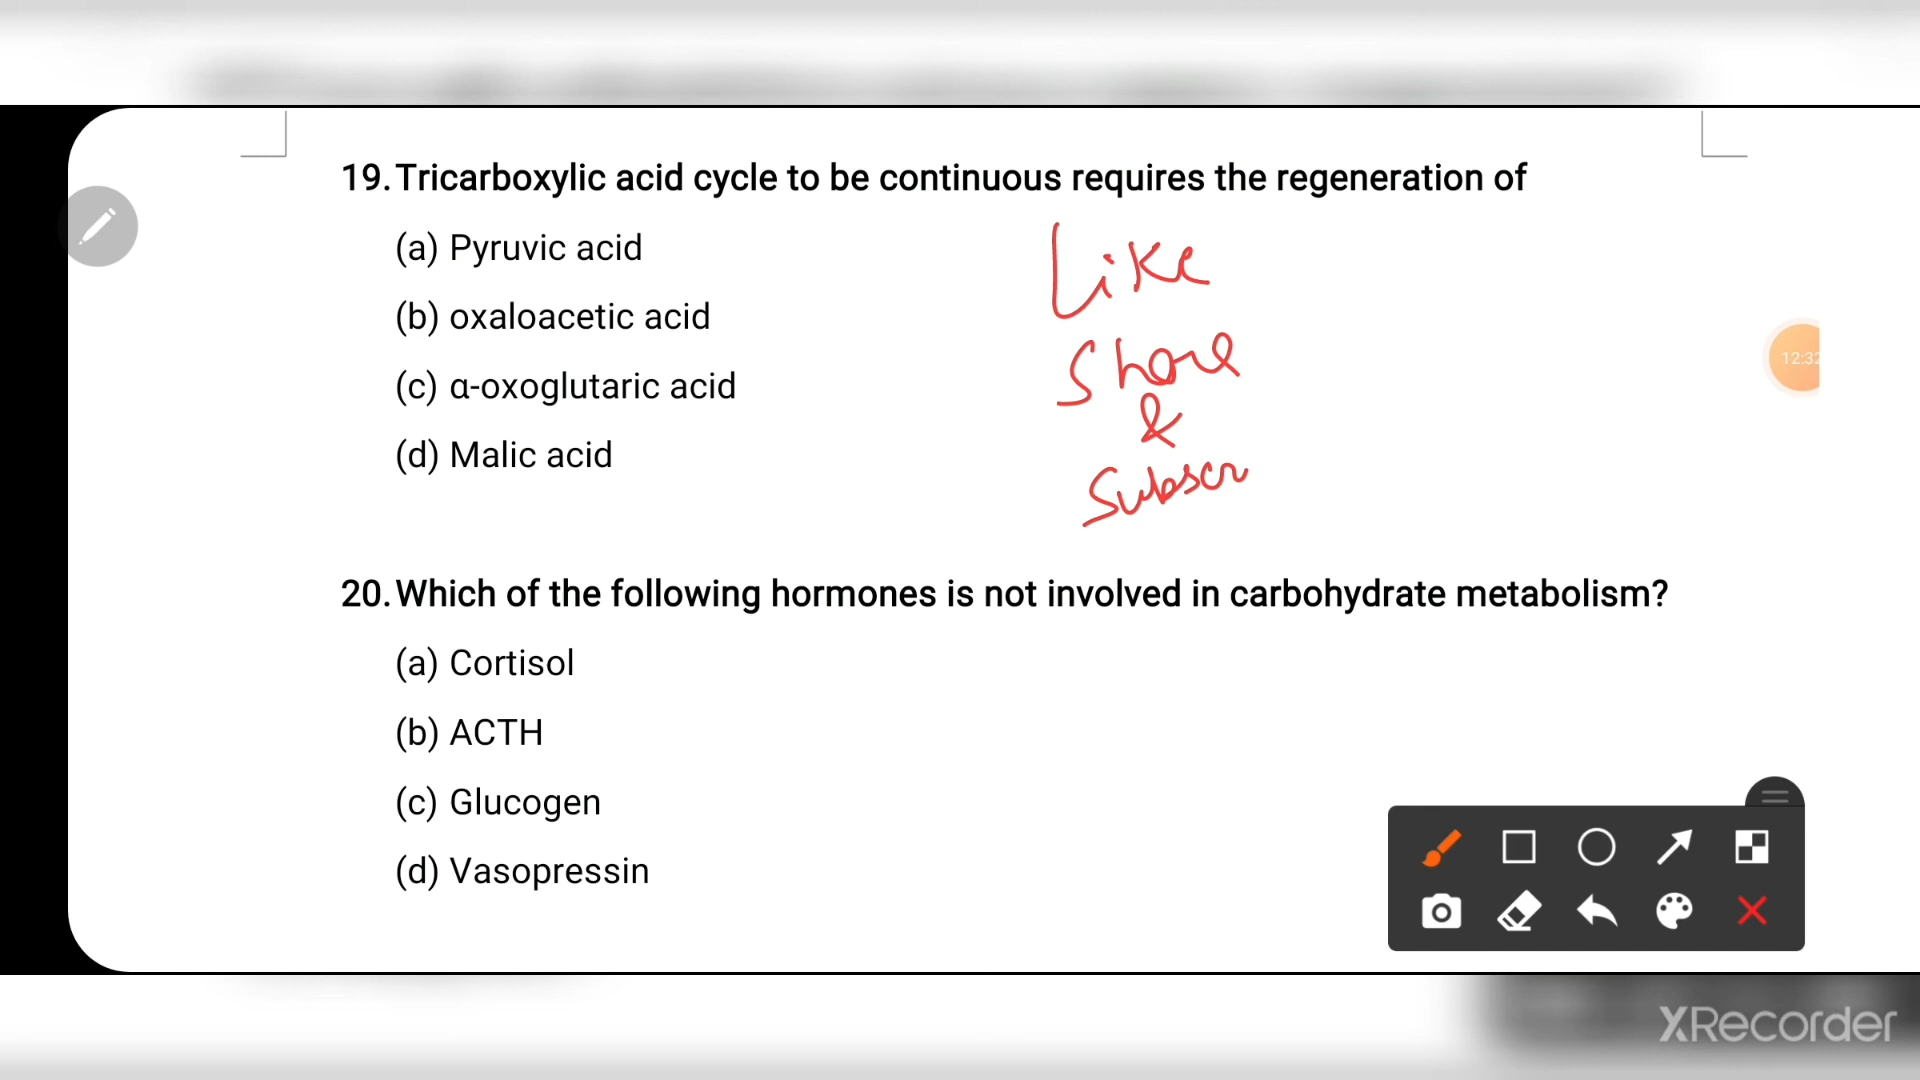 19. Tricarboxylic acid cycle to be continuous requires the regeneration of
(a) Pyruvic acid
(b) oxaloacetic acid
(c) α-oxoglutaric acid
(d) Malic acid
Like
Share
&
Subscr
12:32
20. Which of the following hormones is not involved in carbohydrate metabolism?
(a) Cortisol
(b) ACTH
(c) Glucogen
(d) Vasopressin
XRecorder